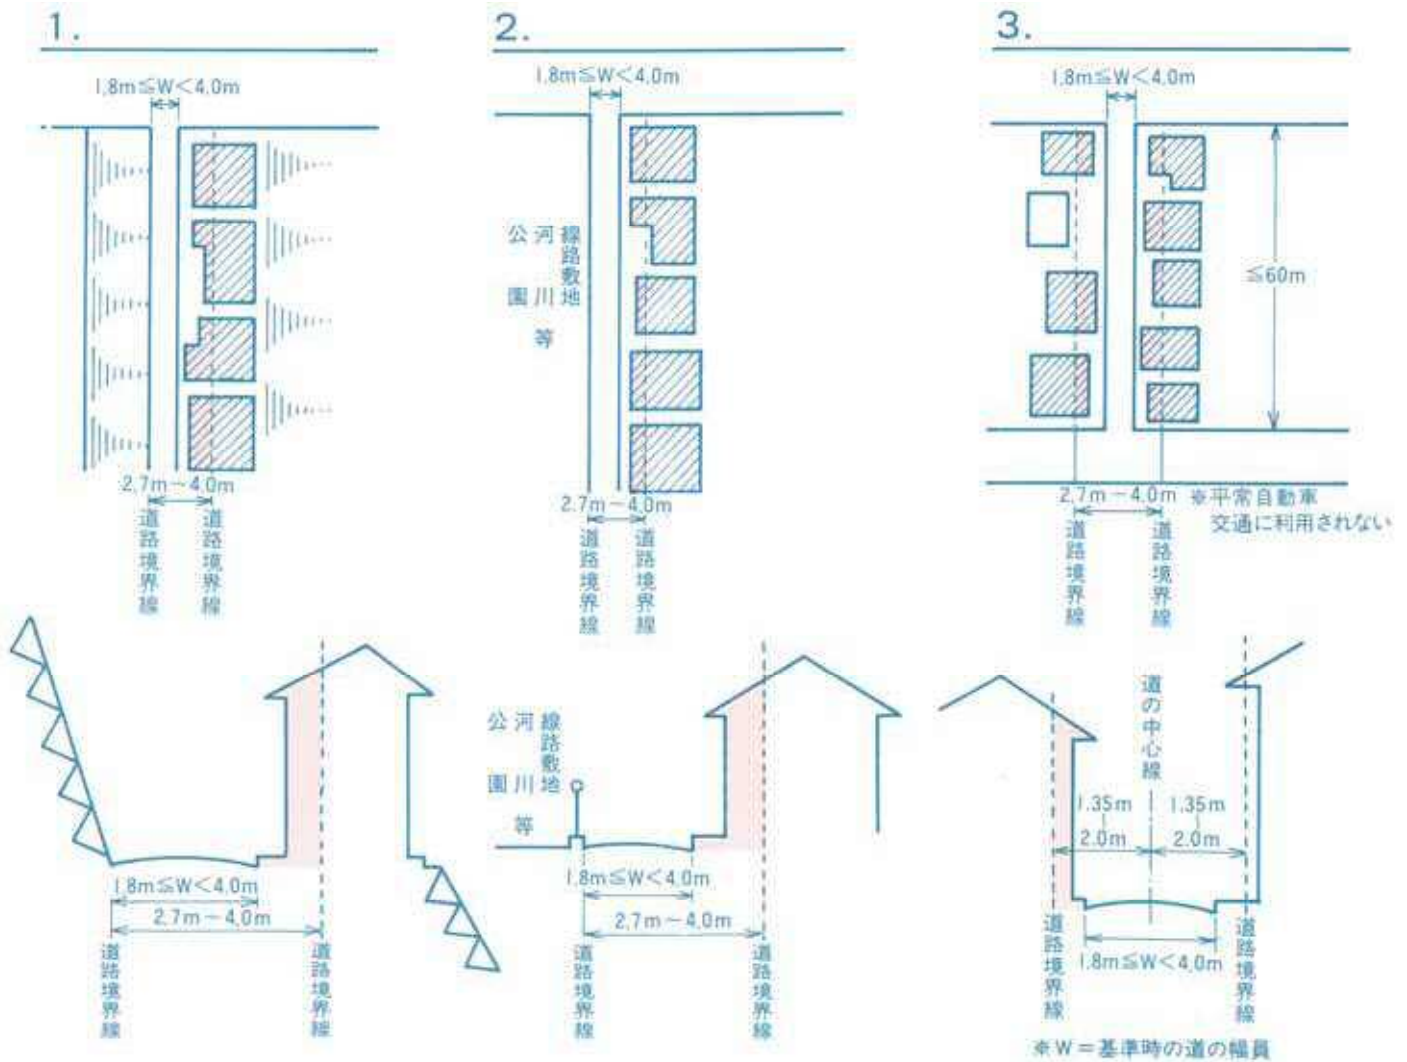 1.
1.8m≦W<4.0m
2.7m～4.0m
道路境界線
道路境界線
2.
1.8m≦W<4.0m
公園
河川
線路敷地
等
2.7m～4.0m
道路境界線
道路境界線
3.
1.8m≦W<4.0m
≦60m
2.7m～4.0m
※平常自動車
交通に利用されない
道路境界線
道路境界線
1.8m≦W<4.0m
2.7m～4.0m
道路境界線
道路境界線
公園
河川
線路敷地
等
1.8m≦W<4.0m
2.7m～4.0m
道路境界線
道路境界線
道の中心線
1.35m
～
2.0m
1.35m
～
2.0m
道路境界線
道路境界線
1.8m≦W<4.0m
※W＝基準時の道の幅員